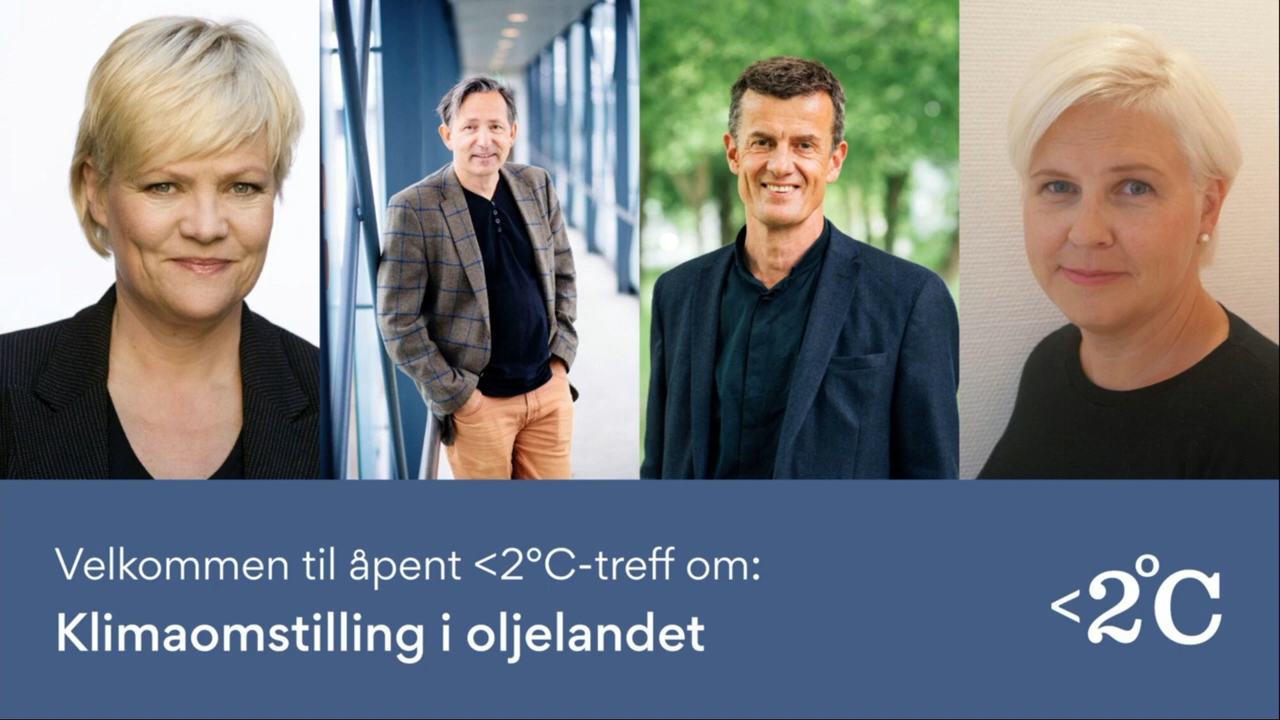 Velkommen til åpent <2°C-treff om:
Klimaomstilling i oljelandet
<2°C